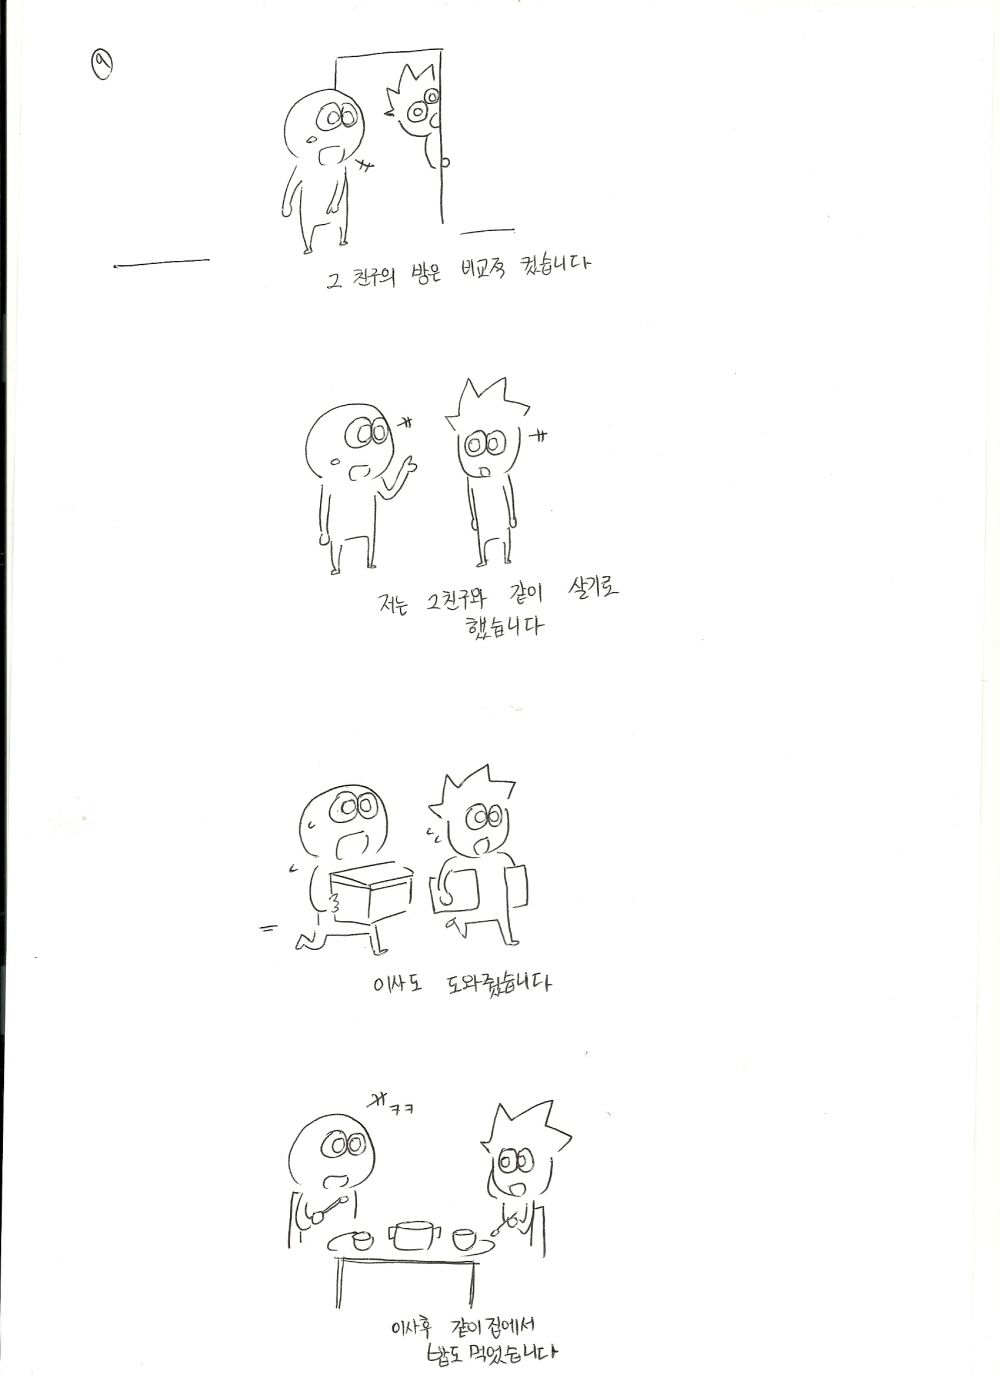 9
그 친구의 방은 비교적 컸습니다
저는 그친구와 같이 살기로
했습니다
이사도 도와줬습니다
ㅋㅋ
이사후 같이 집에서
밥도 먹었습니다